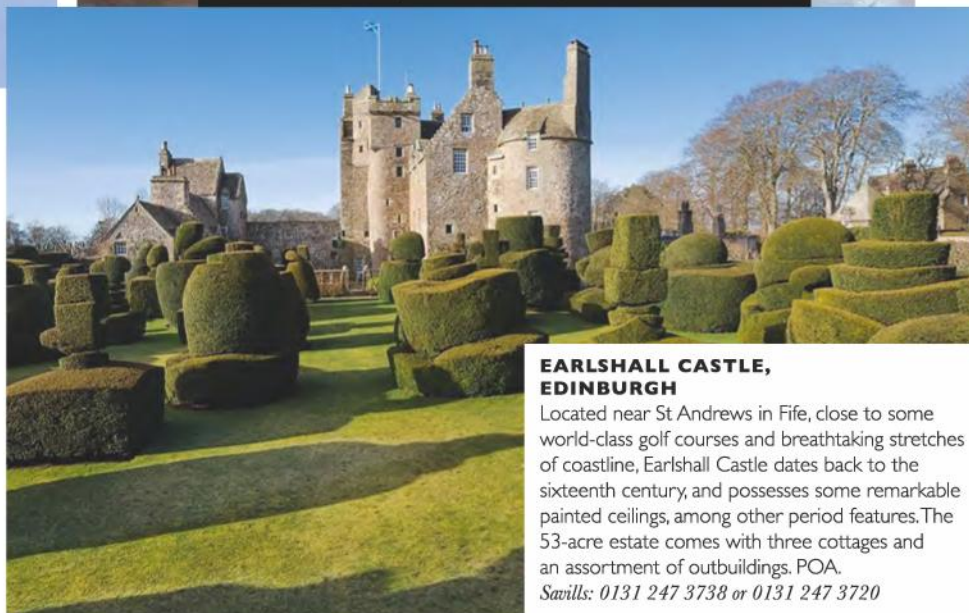 EARLSHALL CASTLE,
EDINBURGH
Located near St Andrews in Fife, close to some
world-class golf courses and breathtaking stretches
of coastline, Earlshall Castle dates back to the
sixteenth century, and possesses some remarkable
painted ceilings, among other period features. The
53-acre estate comes with three cottages and
an assortment of outbuildings. POA.
Savills: 0131 247 3738 or 0131 247 3720